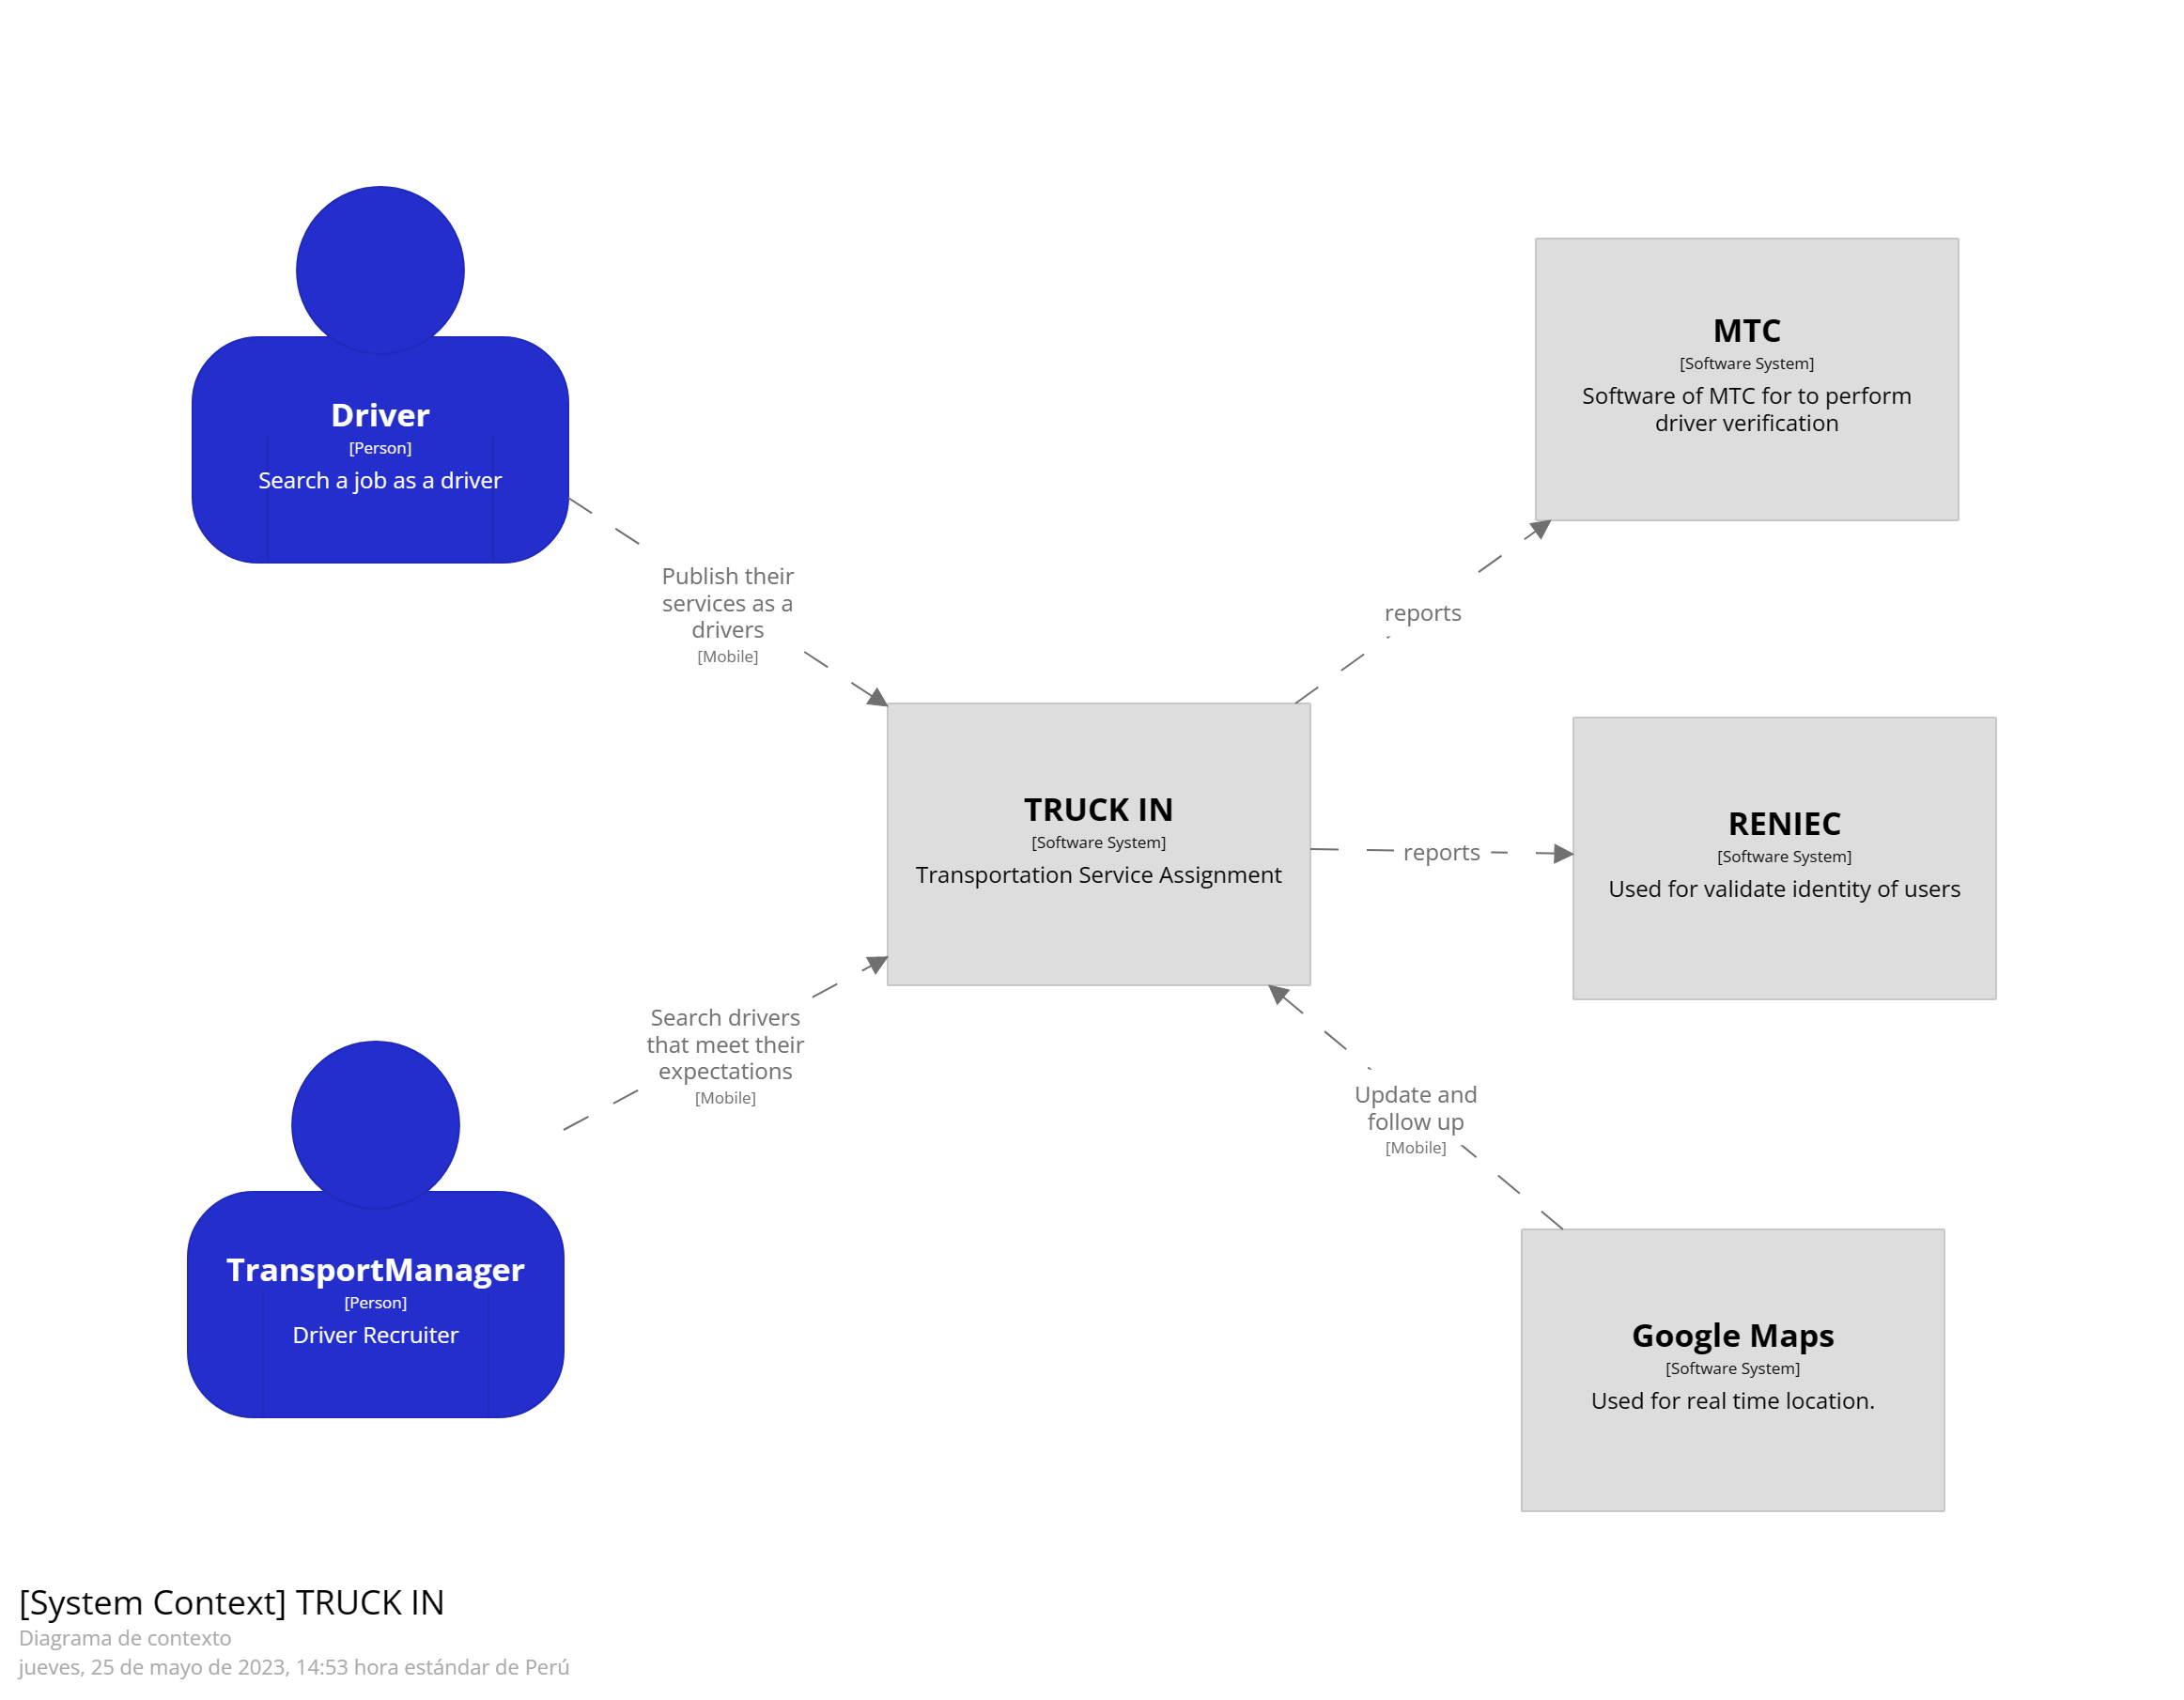 Driver
[Person]
Search a job as a driver
Publish their
services as a
drivers
[Mobile]
MTC
[Software System]
Software of MTC for to perform
driver verification
reports
TRUCK IN
[Software System]
Transportation Service Assignment
reports
RENIEC
[Software System]
Used for validate identity of users
Search drivers
that meet their
expectations
[Mobile]
Update and
follow up
[Mobile]
TransportManager
[Person]
Driver Recruiter
Google Maps
[Software System]
Used for real time location.
[System Context] TRUCK IN
Diagrama de contexto
jueves, 25 de mayo de 2023, 14:53 hora estándar de Perú